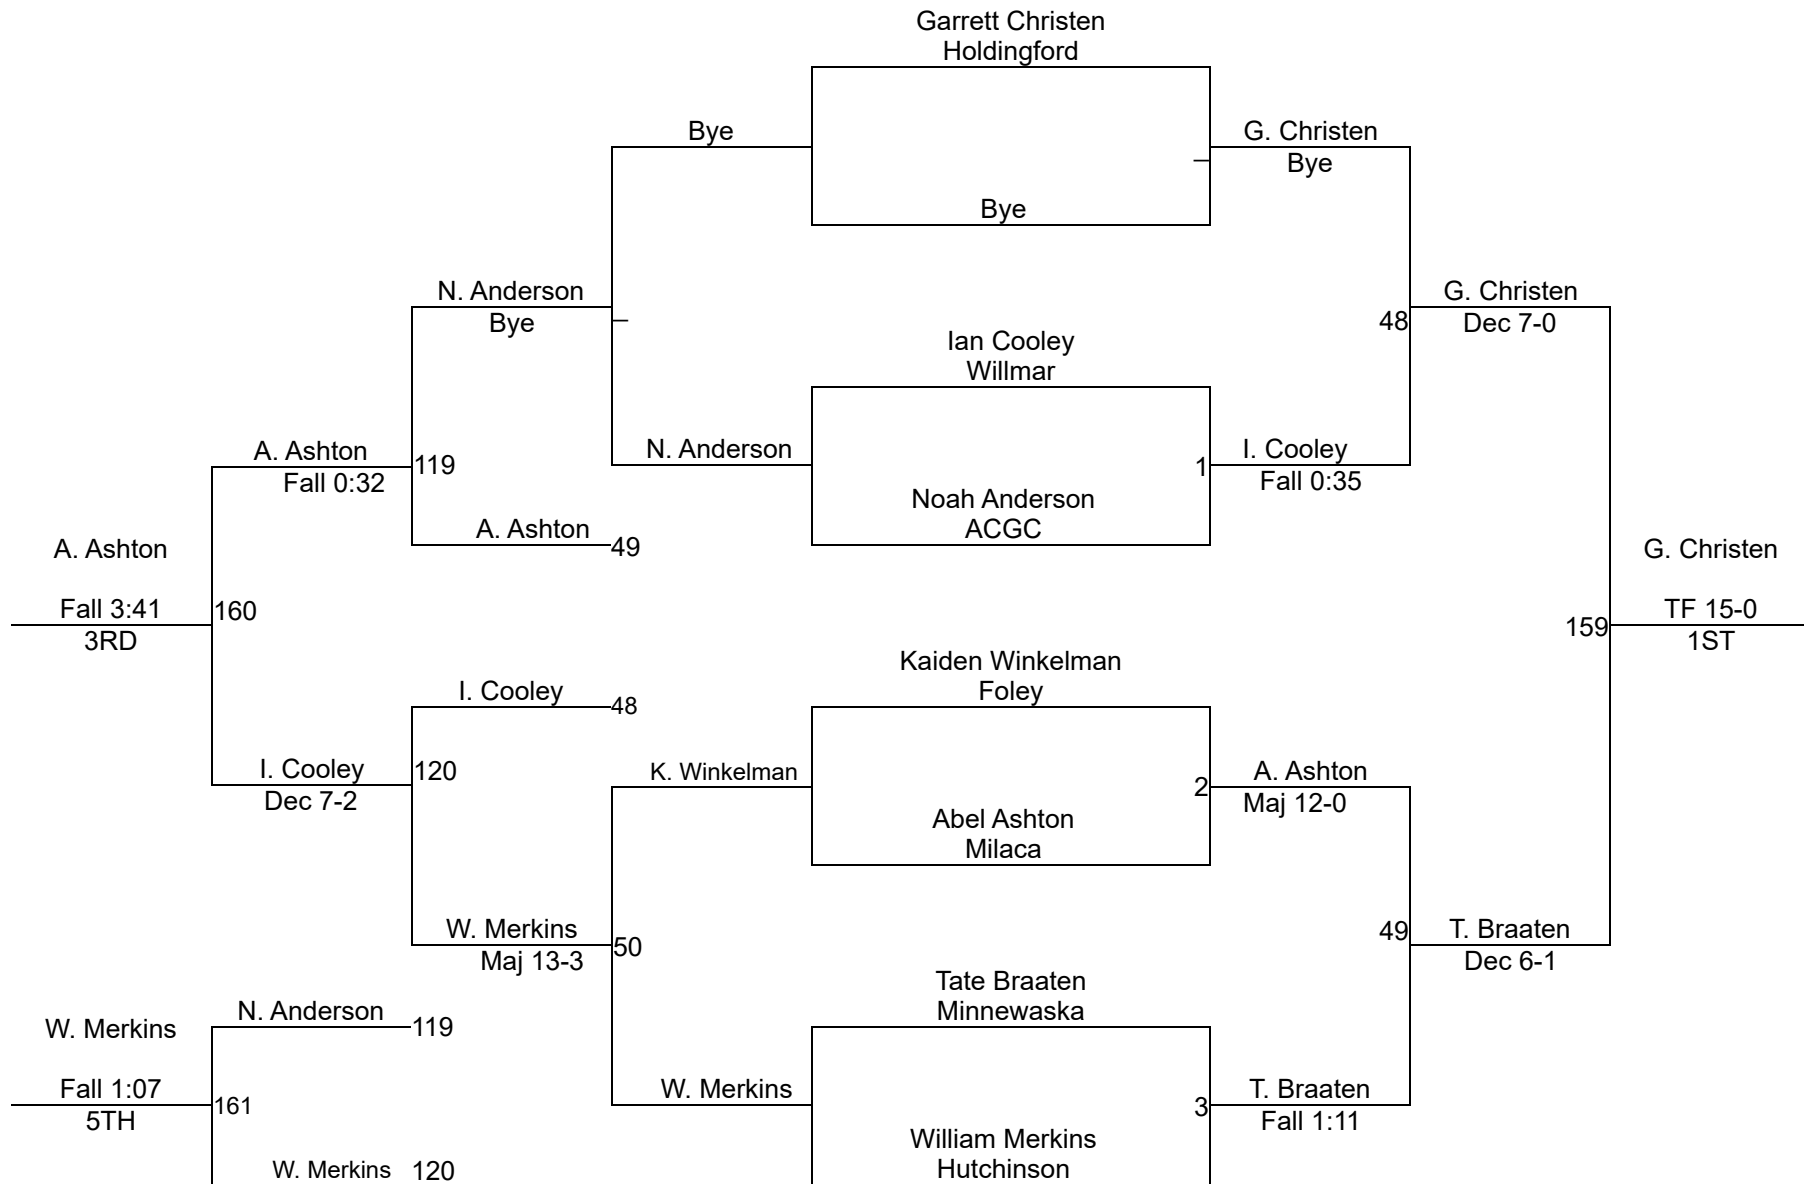 Garrett Christen
Holdingford
Bye
G. Christen
Bye
Bye
N. Anderson
Bye
G. Christen
48
Dec 7-0
Ian Cooley
Willmar
A. Ashton
119
Fall 0:32
N. Anderson
1
I. Cooley
Fall 0:35
Noah Anderson
ACGC
A. Ashton
49
A. Ashton
Fall 3:41
3RD
160
G. Christen
159
TF 15-0
1ST
Kaiden Winkelman
Foley
I. Cooley
48
I. Cooley
120
Dec 7-2
K. Winkelman
2
A. Ashton
Maj 12-0
Abel Ashton
Milaca
W. Merkins
50
Maj 13-3
49
T. Braaten
Dec 6-1
Tate Braaten
Minnewaska
N. Anderson
119
W. Merkins
Fall 1:07
5TH
161
W. Merkins
3
T. Braaten
Fall 1:11
William Merkins
Hutchinson
W. Merkins 120